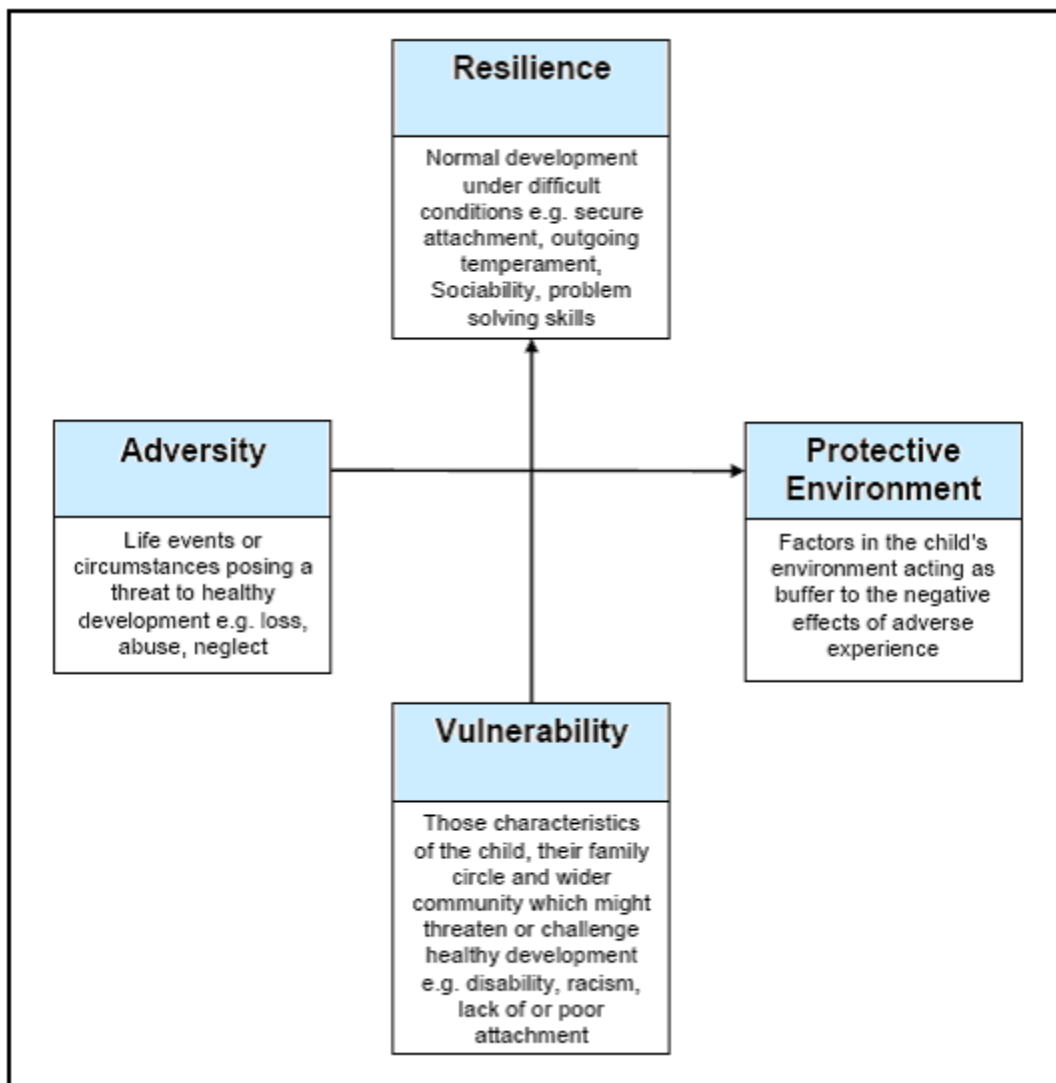 Resilience
Normal development
under difficult
conditions e.g. secure
attachment, outgoing
temperament,
Sociability, problem
solving skills
Adversity
Life events or
circumstances posing a
threat to healthy
development e.g. loss,
abuse, neglect
Protective
Environment
Factors in the child's
environment acting as
buffer to the negative
effects of adverse
experience
Vulnerability
Those characteristics
of the child, their family
circle and wider
community which might
threaten or challenge
healthy development
e.g. disability, racism,
lack of or poor
attachment